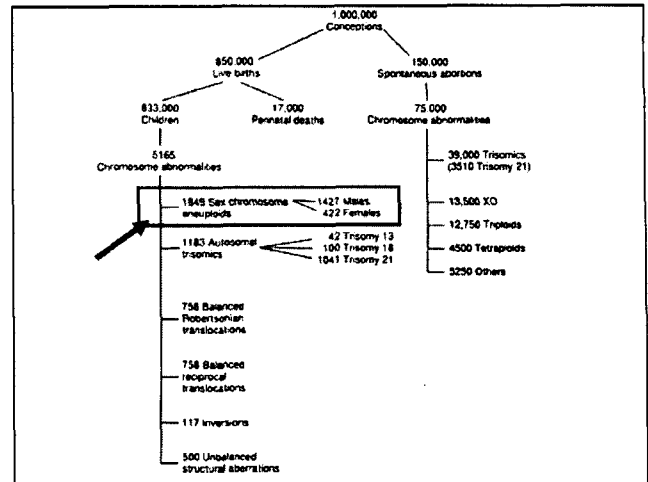 1,000,000
Conceptions
850,000
Live births
150,000
Spontaneous abortions
833,000
Children
17,000
Perinatal deaths
75,000
Chromosome abnormalities
5165
Chromosome abnormalities
1849 Sex chromosome
aneuploids
1427 Males
422 Females
1183 Autosomal
trisomics
42 Trisomy 13
100 Trisomy 18
1041 Trisomy 21
758 Balanced
Robertsonian
translocations
758 Balanced
reciprocal
translocations
117 Inversions
500 Unbalanced
structural aberrations
39,000 Trisomics
(3510 Trisomy 21)
13,500 XO
12,750 Triploids
4500 Tetraploids
5250 Others